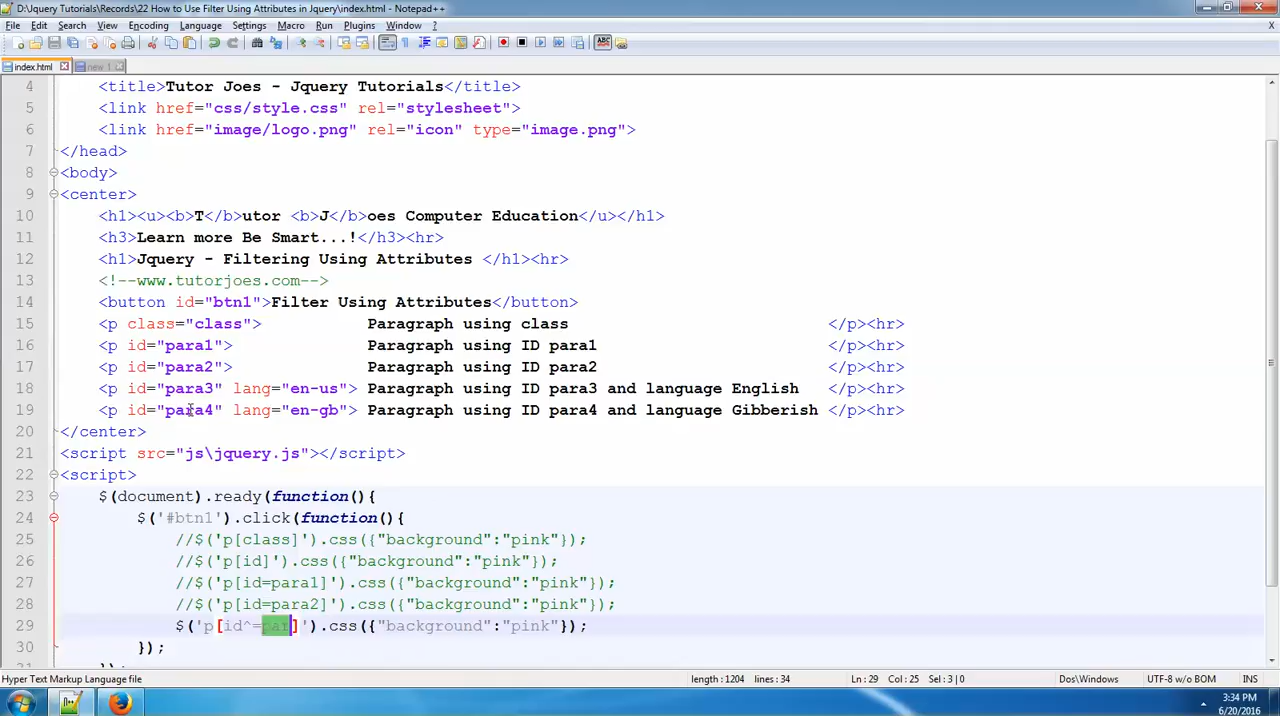 D:\Jquery Tutorials\Records\22 How to Use Filter Using Attributes in Jquery\index.html - Notepad++
File Edit Search View Encoding Language Settings Macro Run Plugins Window ?
X
ABC
index.html new 1
4 <title>Tutor Joes - Jquery Tutorials</title>
5 <link href="css/style.css" rel="stylesheet">
6 <link href="image/logo.png" rel="icon" type="image.png">
7 </head>
8 <body>
9 <center>
10 <h1><u><b>T</b>utor <b>J</b>oes Computer Education</u></h1>
11 <h3>Learn more Be Smart...!</h3><hr>
12 <h1>Jquery - Filtering Using Attributes </h1><hr>
13 <!--www.tutorjoes.com-->
14 <button id="btn1">Filter Using Attributes</button>
15 <p class="class"> Paragraph using class </p><hr>
16 <p id="para1"> Paragraph using ID para1 </p><hr>
17 <p id="para2"> Paragraph using ID para2 </p><hr>
18 <p id="para3" lang="en-us"> Paragraph using ID para3 and language English </p><hr>
19 <p id="para4" lang="en-gb"> Paragraph using ID para4 and language Gibberish </p><hr>
20 </center>
21 <script src="js\jquery.js"></script>
22 <script>
23 $(document).ready(function(){
24 $('#btn1').click(function(){
25 //$('p[class]').css({"background":"pink"});
26 //$('p[id]').css({"background":"pink"});
27 //$('p[id=para1]').css({"background":"pink"});
28 //$('p[id=para2]').css({"background":"pink"});
29 $('p[id^=par]').css({"background":"pink"});
30 });
31 });
Hyper Text Markup Language file length : 1204 lines : 34 Ln : 29 Col : 25 Sel : 3 | 0 Dos\Windows UTF-8 w/o BOM INS
3:34 PM
6/20/2016